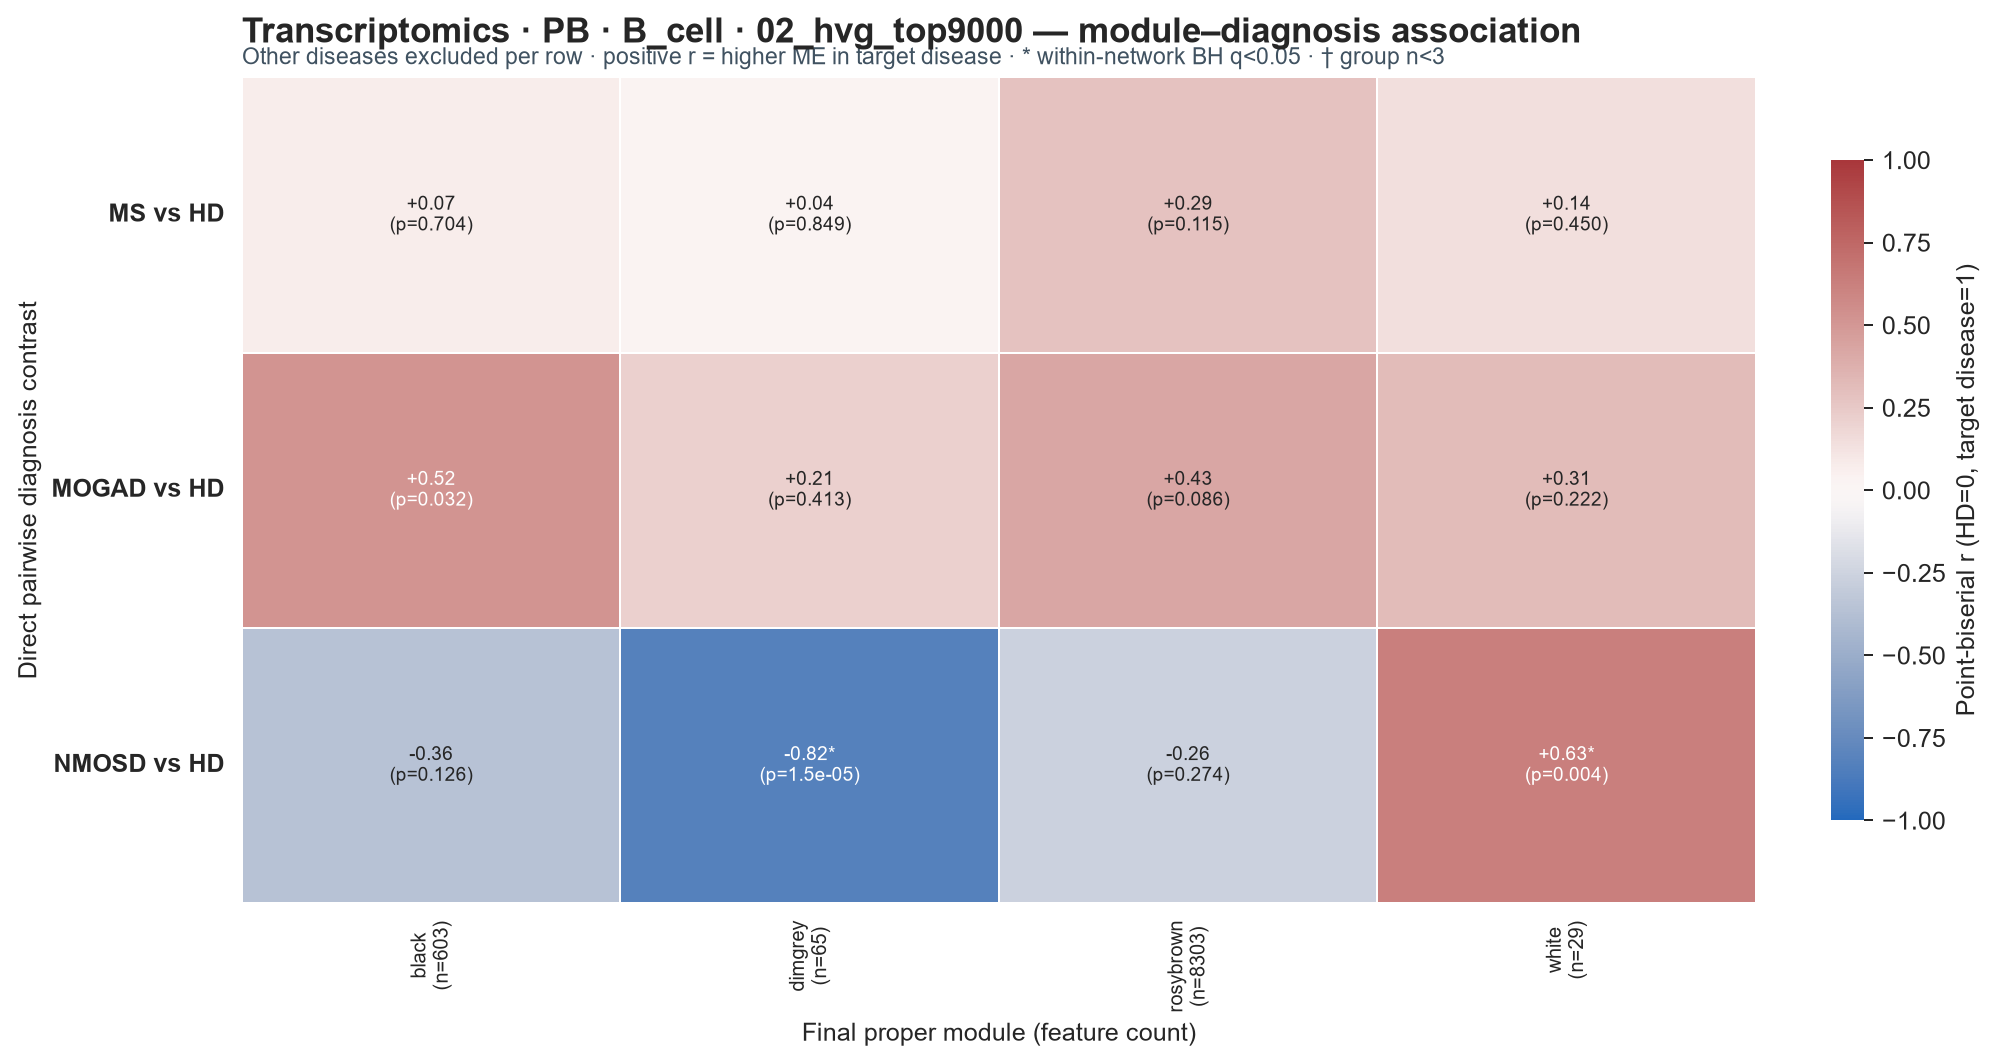 Transcriptomics · PB · B_cell · 02_hvg_top9000 — module–diagnosis association
Other diseases excluded per row · positive r = higher ME in target disease · * within-network BH q<0.05 · † group n<3
Direct pairwise diagnosis contrast
MS vs HD
+0.07
(p=0.704)
+0.04
(p=0.849)
+0.29
(p=0.115)
+0.14
(p=0.450)
MOGAD vs HD
+0.52
(p=0.032)
+0.21
(p=0.413)
+0.43
(p=0.086)
+0.31
(p=0.222)
NMOSD vs HD
-0.36
(p=0.126)
-0.82*
(p=1.5e-05)
-0.26
(p=0.274)
+0.63*
(p=0.004)
black
(n=603)
dimgrey
(n=65)
rosybrown
(n=8303)
white
(n=29)
Final proper module (feature count)
1.00
0.75
0.50
0.25
0.00
−0.25
−0.50
−0.75
−1.00
Point-biserial r (HD=0, target disease=1)